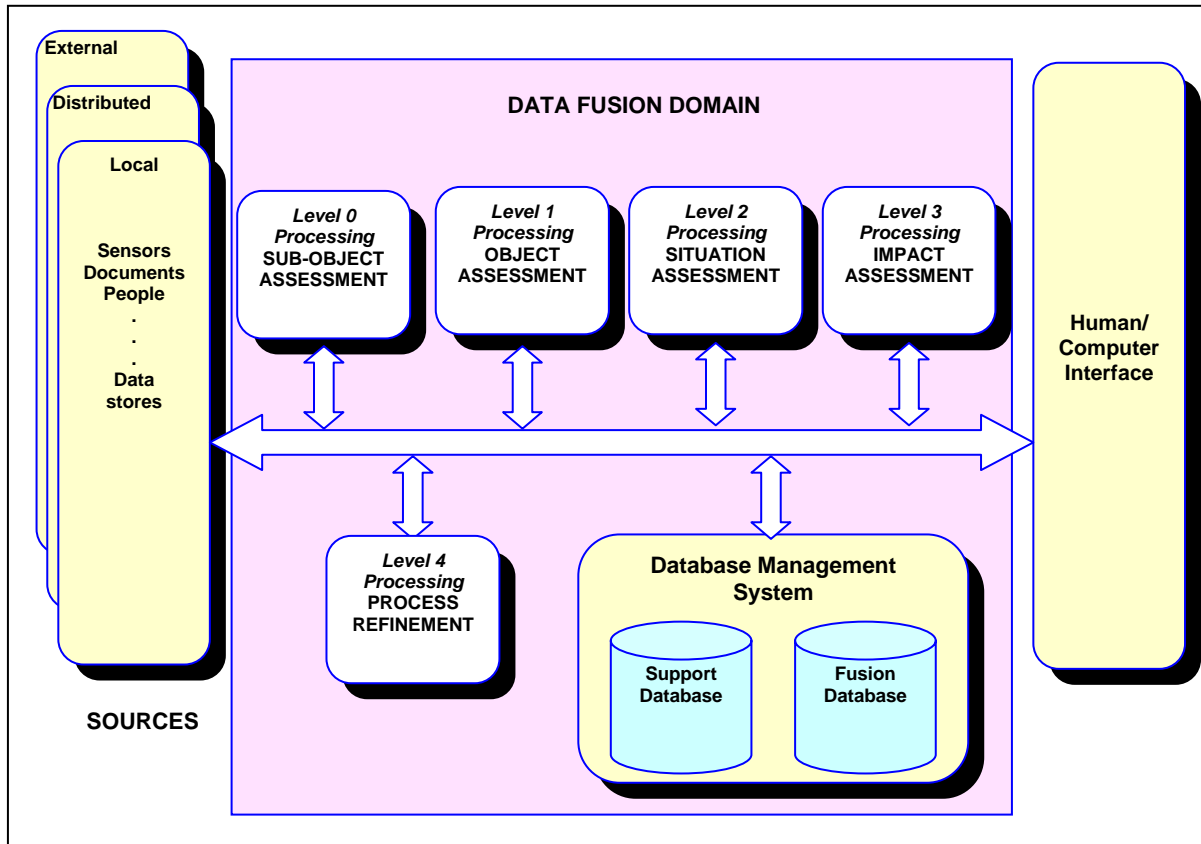 External
Distributed
Local
Sensors
Documents
People
.
.
.
Data
stores
SOURCES
DATA FUSION DOMAIN
Level 0
Processing
SUB-OBJECT
ASSESSMENT
Level 1
Processing
OBJECT
ASSESSMENT
Level 2
Processing
SITUATION
ASSESSMENT
Level 3
Processing
IMPACT
ASSESSMENT
Level 4
Processing
PROCESS
REFINEMENT
Database Management
System
Support
Database
Fusion
Database
Human/
Computer
Interface